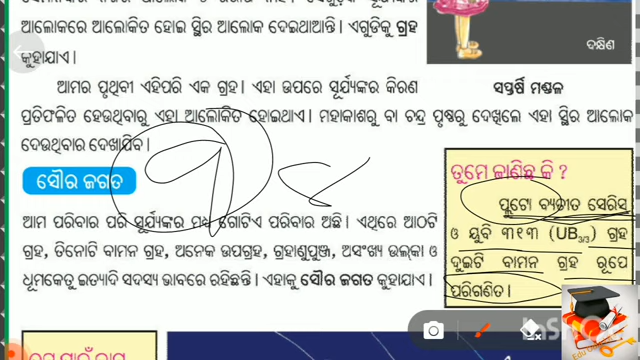 ଆଲୋକରେ ଆଲୋକିତ ହୋଇ ସ୍ଥିର ଆଲୋକ ଦେଇଥାଆନ୍ତି । ଏଗୁଡିକୁ ଗ୍ରହ
କୁହାଯାଏ ।
ଦକ୍ଷିଣ
ସପ୍ତର୍ଷି ମଣ୍ଡଳ
ଆମର ପୃଥିବୀ ଏହିପରି ଏକ ଗ୍ରହ । ଏହା ଉପରେ ସୂର୍ଯ୍ୟଙ୍କର କିରଣ
ପ୍ରତିଫଳିତ ହେଉଥିବାରୁ ଏହା ଆଲୋକିତ ହୋଇଥାଏ । ମହାକାଶରୁ ବା ଚନ୍ଦ୍ର ପୃଷ୍ଠରୁ ଦେଖିଲେ ଏହା ସ୍ଥିର ଆଲୋକ
ଦେଉଥିବାର ଦେଖାଯିବ ।
ସୌର ଜଗତ
ଆମ ପରିବାର ପରି ସୂର୍ଯ୍ୟଙ୍କର ମଧ୍ୟ ଗୋଟିଏ ପରିବାର ଅଛି । ଏଥିରେ ଆଠଟି
ଗ୍ରହ, ତିନୋଟି ବାମନ ଗ୍ରହ, ଅନେକ ଉପଗ୍ରହ, ଗ୍ରହାଣୁପୁଞ୍ଜ, ଅସଂଖ୍ୟ ଉଲ୍‌କା ଓ
ଧୂମକେତୁ ଇତ୍ୟାଦି ସଦସ୍ୟ ଭାବରେ ରହିଛନ୍ତି । ଏହାକୁ ସୌର ଜଗତ କୁହାଯାଏ ।
ତୁମେ ଜାଣିଛ କି ?
ପ୍ଲୁଟୋ ବ୍ୟତୀତ ସେରିସ୍
ଓ ୟୁବି ୩୧୩ (UB3/3) ଗ୍ରହ
ଦୁଇଟି ବାମନ ଗ୍ରହ ରୂପେ
ପରିଗଣିତ ।